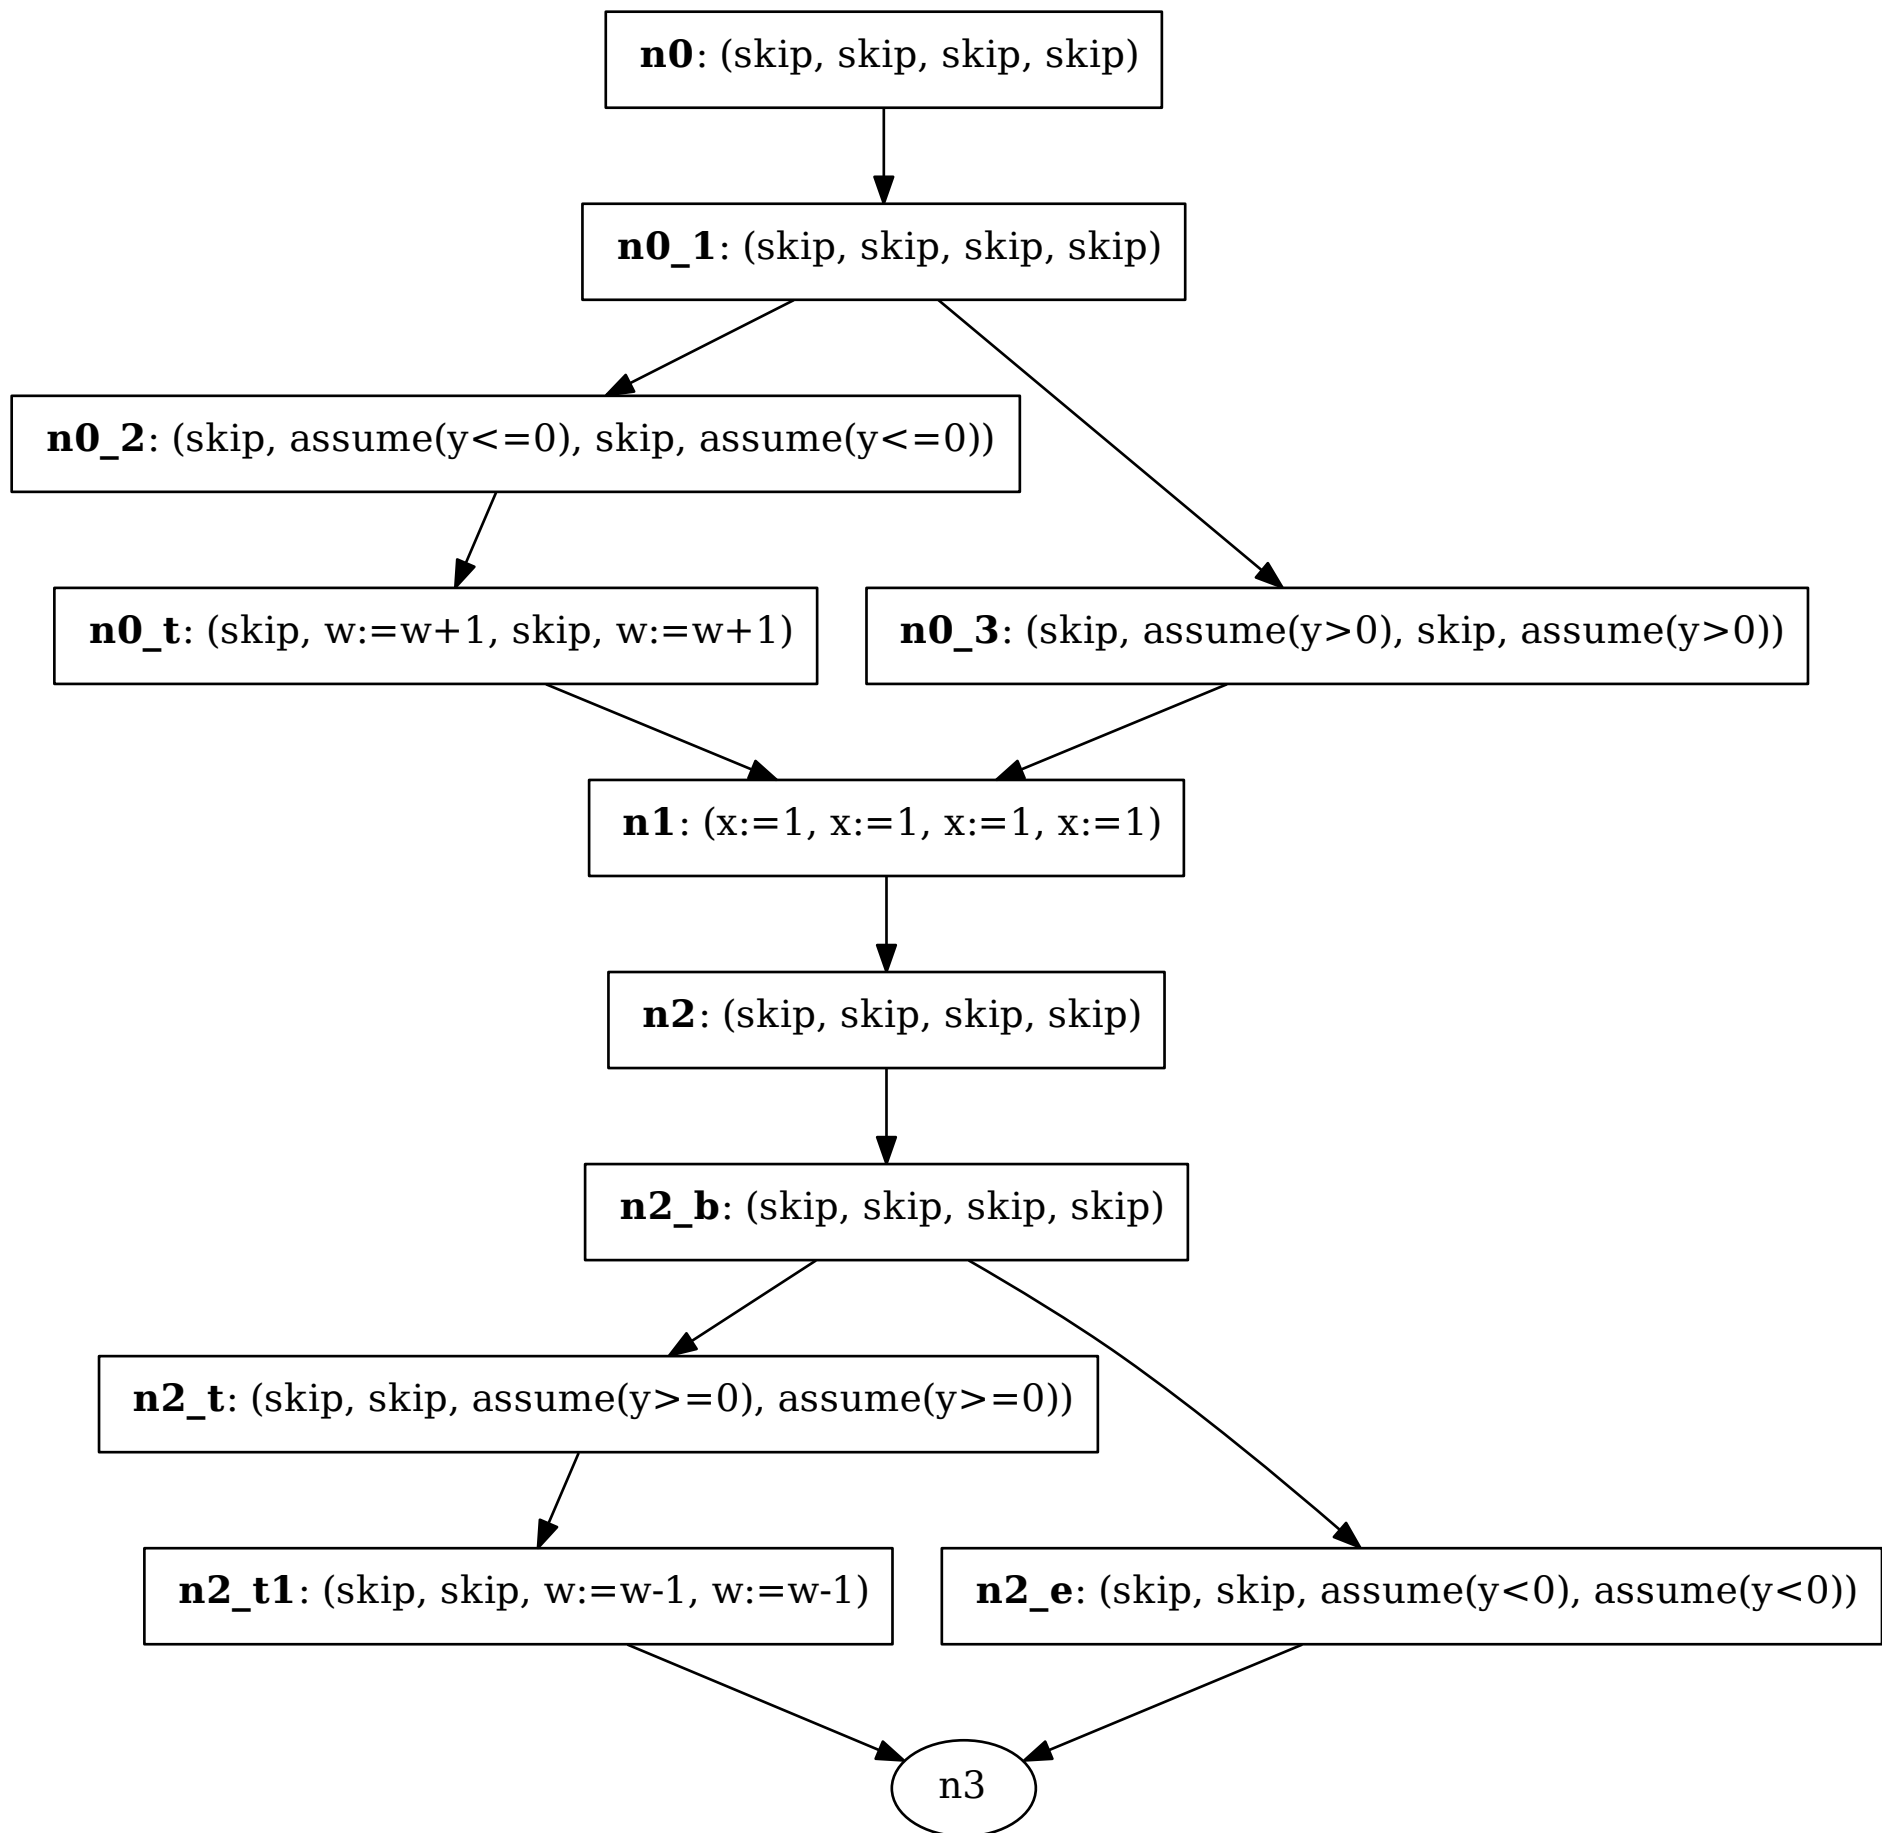 n0: (skip, skip, skip, skip)
n0_1: (skip, skip, skip, skip)
n0_2: (skip, assume(y<=0), skip, assume(y<=0))
n0_t: (skip, w:=w+1, skip, w:=w+1)
n0_3: (skip, assume(y>0), skip, assume(y>0))
n1: (x:=1, x:=1, x:=1, x:=1)
n2: (skip, skip, skip, skip)
n2_b: (skip, skip, skip, skip)
n2_t: (skip, skip, assume(y>=0), assume(y>=0))
n2_t1: (skip, skip, w:=w-1, w:=w-1)
n2_e: (skip, skip, assume(y<0), assume(y<0))
n3